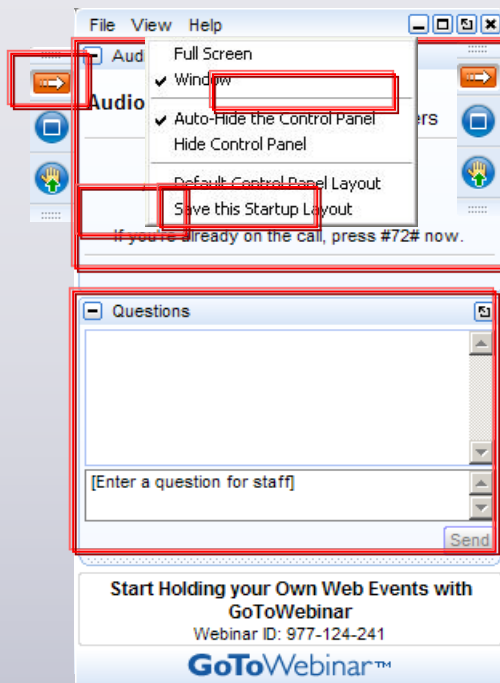 File View Help
Audi
Full Screen
Window
Audio
Auto-Hide the Control Panel
ers
Hide Control Panel
Default Control Panel Layout
Save this Startup Layout
If you're already on the call, press #72# now.
Questions
[Enter a question for staff]
Send
Start Holding your Own Web Events with
GoToWebinar
Webinar ID: 977-124-241
GoToWebinar™